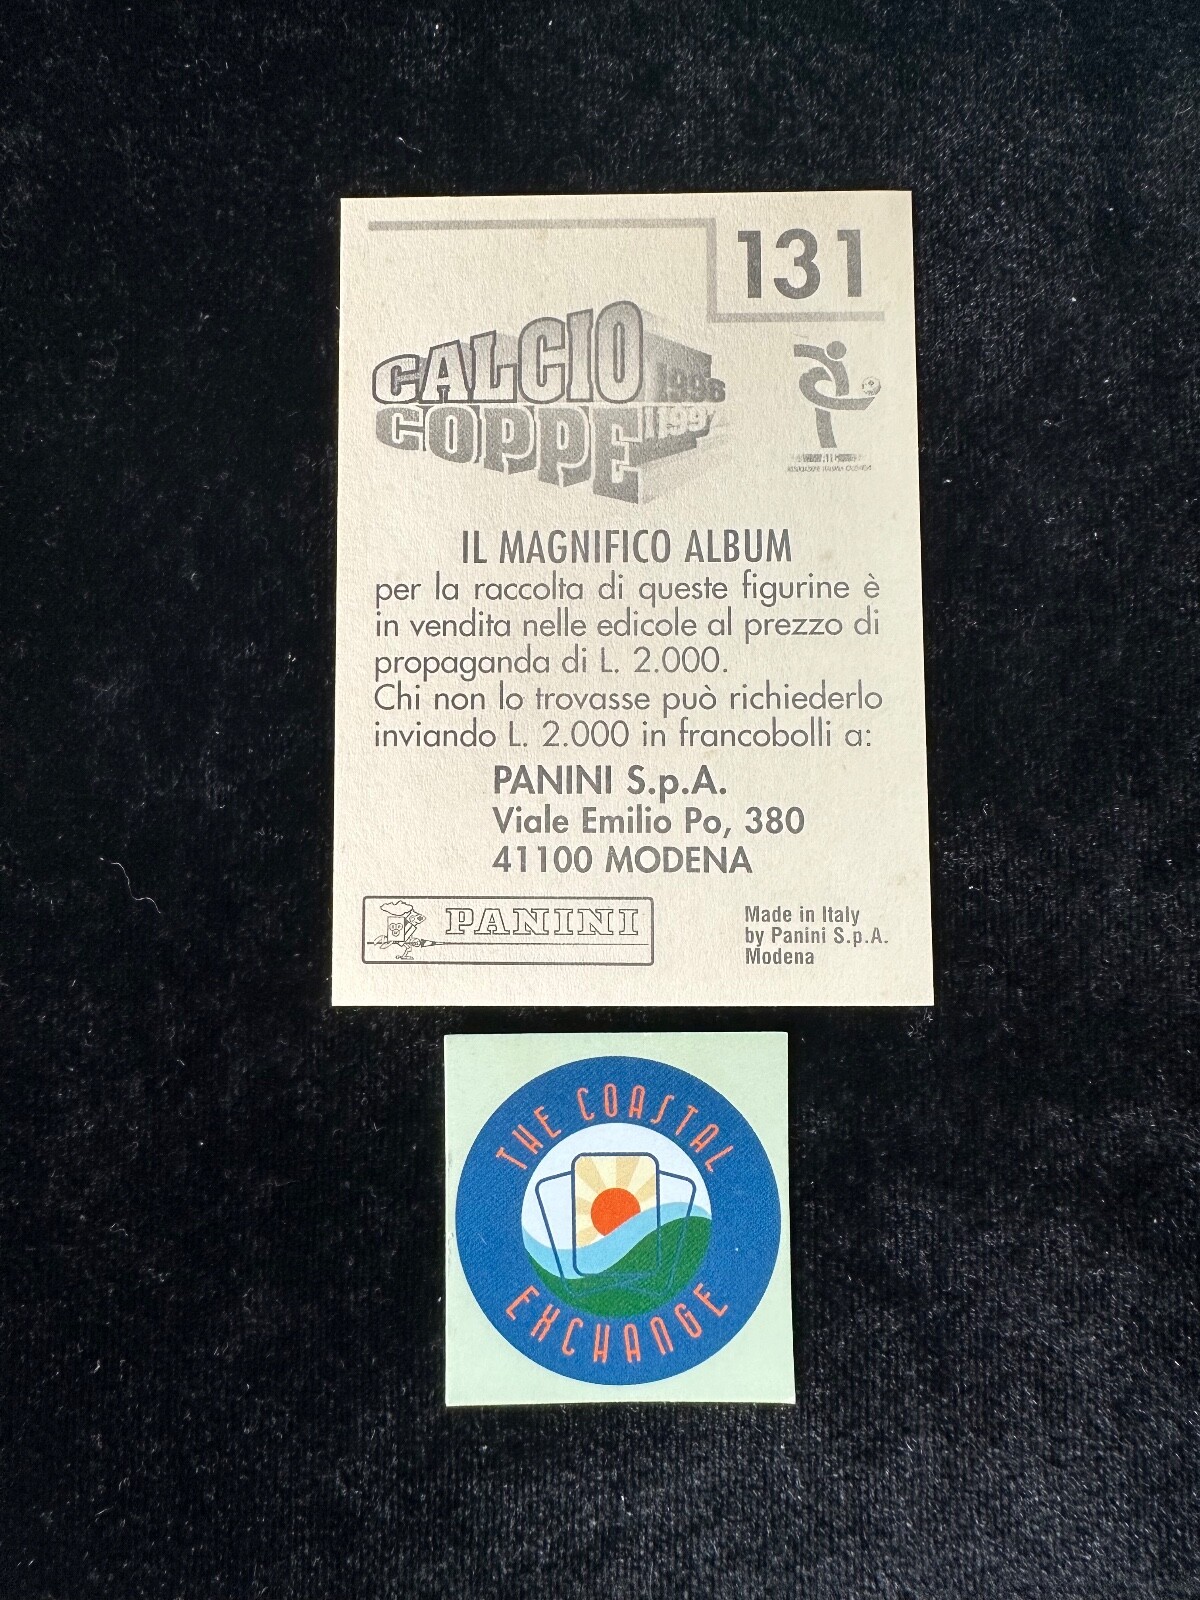 131
CALCIO
COPPE
1996
1997
IL MAGNIFICO ALBUM
per la raccolta di queste figurine è
in vendita nelle edicole al prezzo di
propaganda di L. 2.000.
Chi non lo trovasse può richiederlo
inviando L. 2.000 in francobolli a:
PANINI S.p.A.
Viale Emilio Po, 380
41100 MODENA
PANINI
Made in Italy
by Panini S.p.A.
Modena
THE COASTAL
EXCHANGE